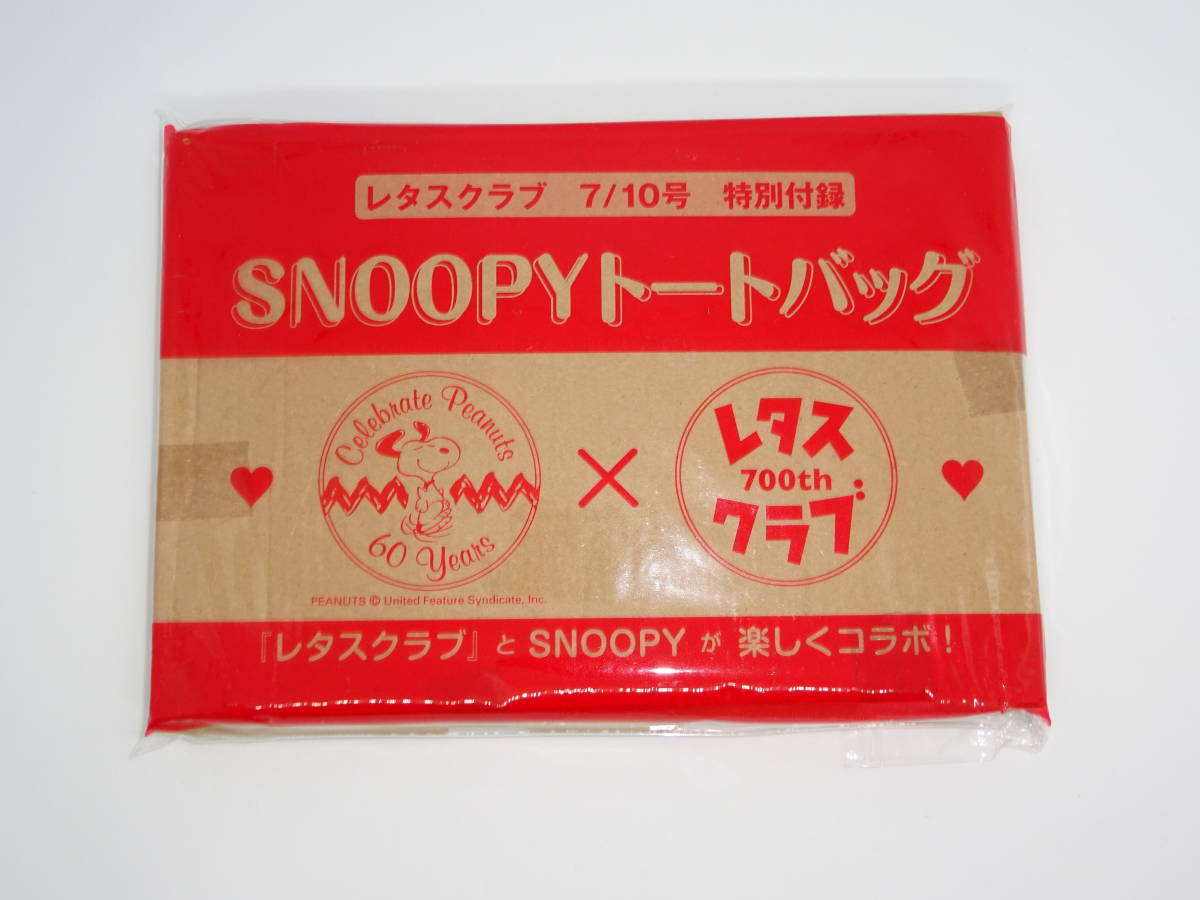 レタスクラブ 7/10号 特別付録
SNOOPYトートバッグ
Celebrate Peanuts
60 Years
×
レタス
700th
クラブ
PEANUTS © United Feature Syndicate, Inc.
『レタスクラブ』と SNOOPY が 楽しくコラボ!